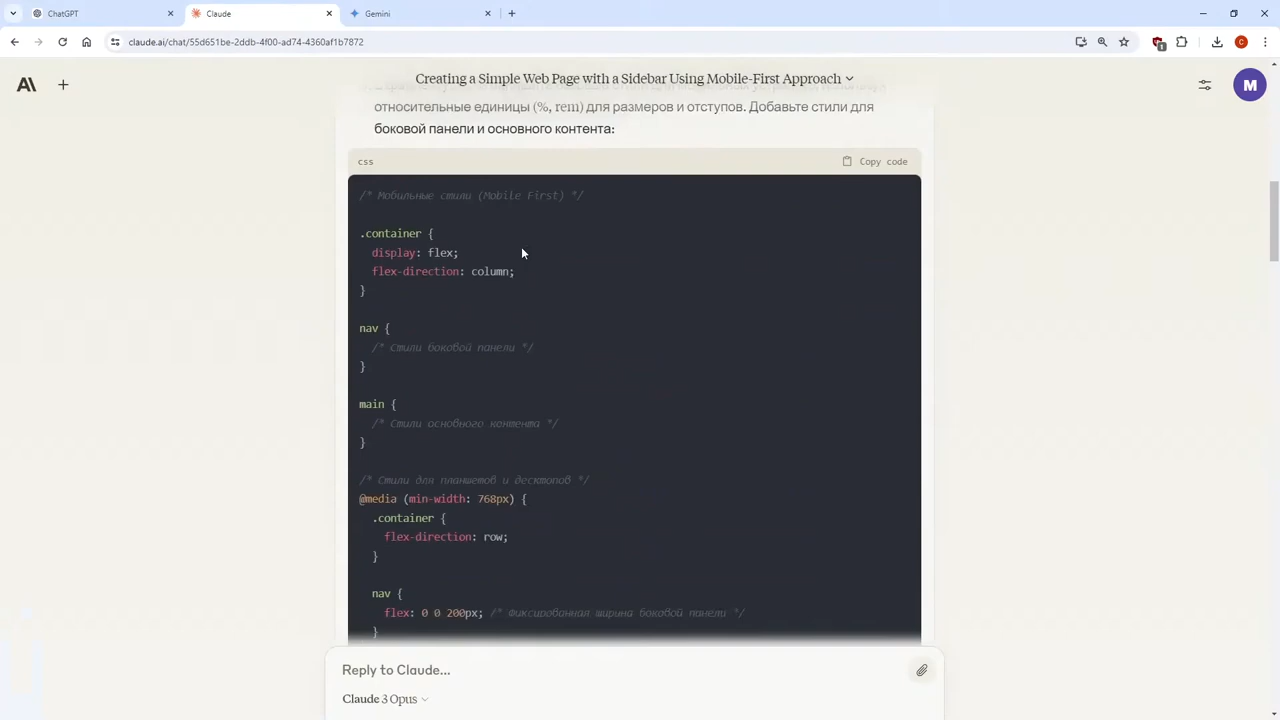 ChatGPT
Claude
Gemini
claude.ai/chat/55d651be-2ddb-4f00-ad74-4360af1b7872
1
C
Creating a Simple Web Page with a Sidebar Using Mobile-First Approach
M
относительные единицы (%, rem) для размеров и отступов. Добавьте стили для
боковой панели и основного контента:
css
Copy code
/* Мобильные стили (Mobile First) */
.container {
display: flex;
flex-direction: column;
}
nav {
/* Стили боковой панели */
}
main {
/* Стили основного контента */
}
/* Стили для планшетов и десктопов */
@media (min-width: 768px) {
.container {
flex-direction: row;
}
nav {
flex: 0 0 200px; /* Фиксированная ширина боковой панели */
}
Reply to Claude...
Claude 3 Opus